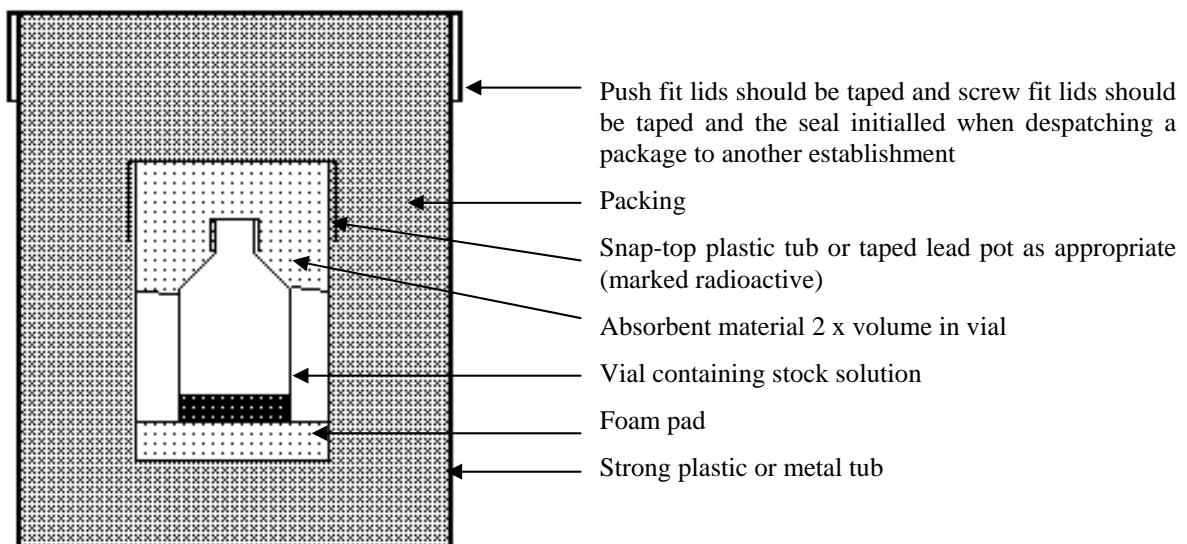 Push fit lids should be taped and screw fit lids should
be taped and the seal initialled when despatching a
package to another establishment
Packing
Snap-top plastic tub or taped lead pot as appropriate
(marked radioactive)
Absorbent material 2 x volume in vial
Vial containing stock solution
Foam pad
Strong plastic or metal tub